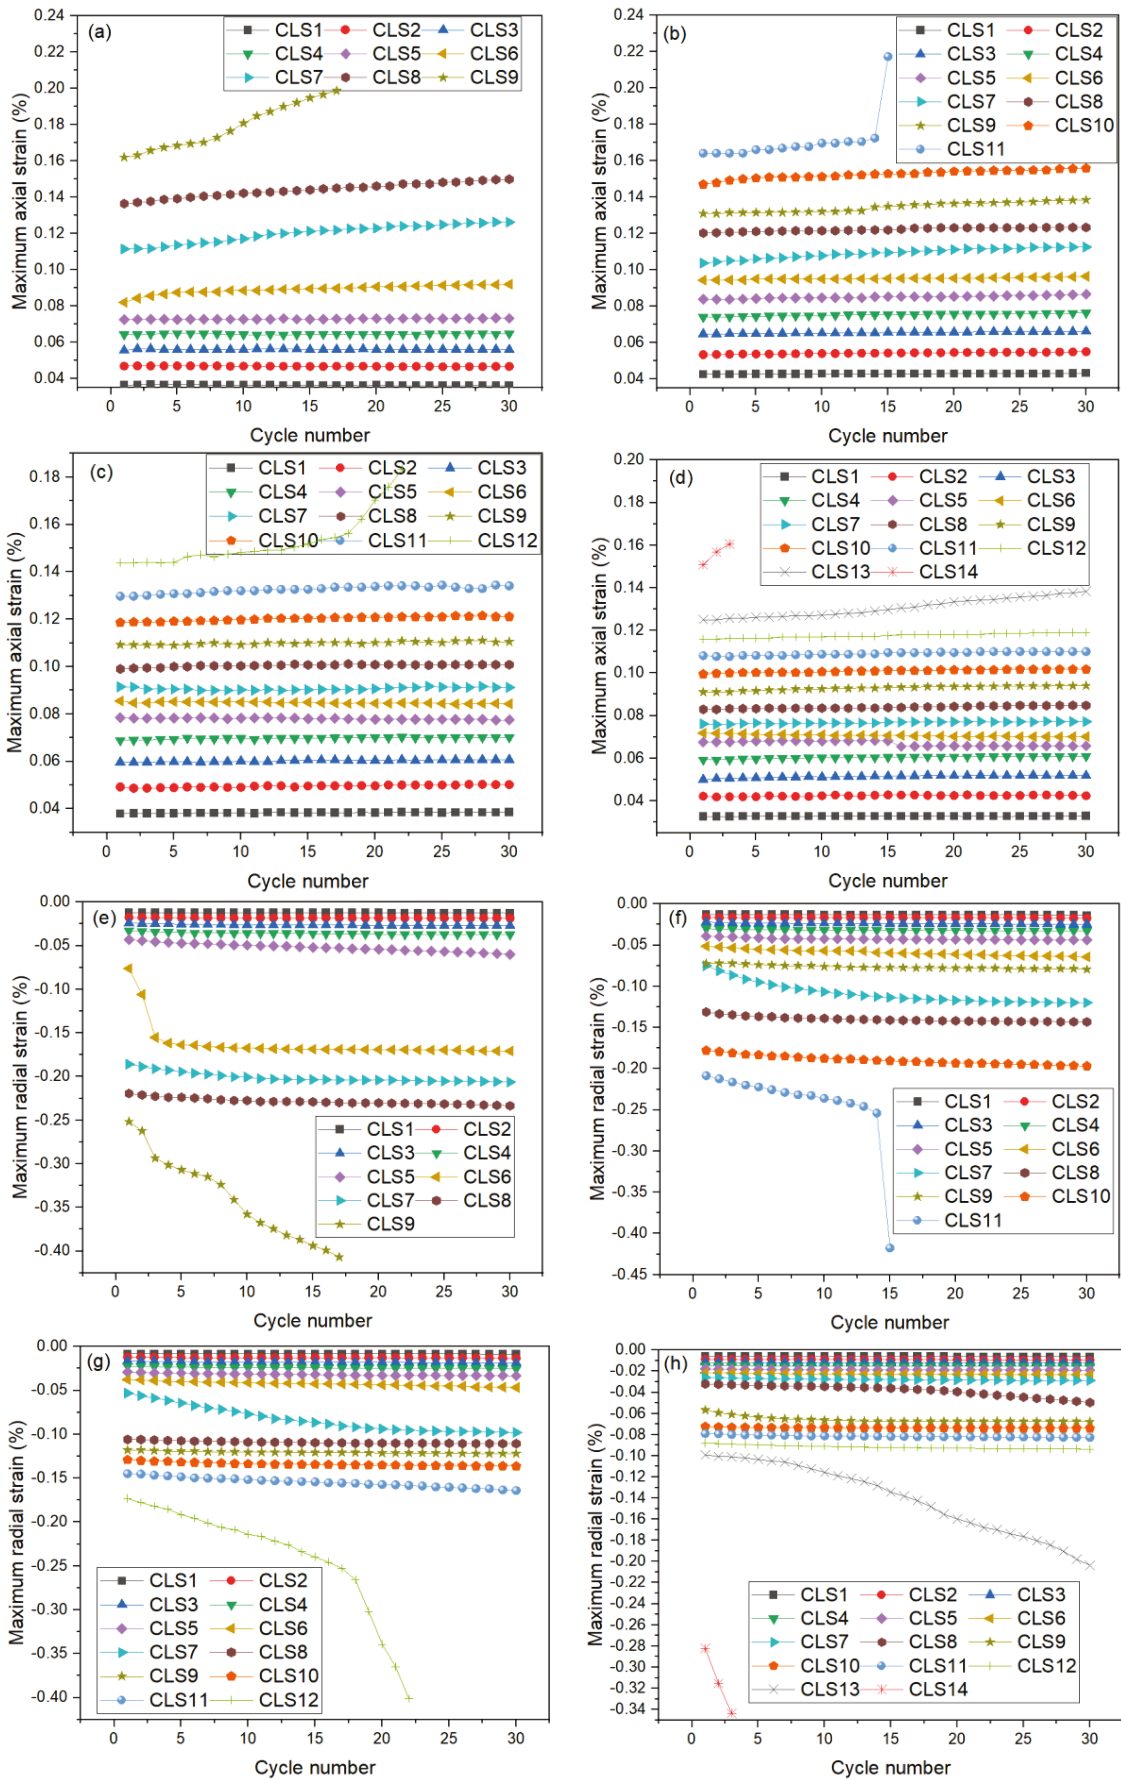 (a)
CLS1 CLS2 CLS3
CLS4 CLS5 CLS6
CLS7 CLS8 CLS9
0.24
0.22
0.20
0.18
0.16
0.14
0.12
0.10
0.08
0.06
0.04
Maximum axial strain (%)
0 5 10 15 20 25 30
Cycle number
(b)
CLS1 CLS2
CLS3 CLS4
CLS5 CLS6
CLS7 CLS8
CLS9 CLS10
CLS11
0.24
0.22
0.20
0.18
0.16
0.14
0.12
0.10
0.08
0.06
0.04
Maximum axial strain (%)
0 5 10 15 20 25 30
Cycle number
(c)
CLS1 CLS2 CLS3
CLS4 CLS5 CLS6
CLS7 CLS8 CLS9
CLS10 CLS11 CLS12
0.18
0.16
0.14
0.12
0.10
0.08
0.06
0.04
Maximum axial strain (%)
0 5 10 15 20 25 30
Cycle number
(d)
CLS1 CLS2 CLS3
CLS4 CLS5 CLS6
CLS7 CLS8 CLS9
CLS10 CLS11 CLS12
CLS13 CLS14
0.20
0.18
0.16
0.14
0.12
0.10
0.08
0.06
0.04
Maximum axial strain (%)
0 5 10 15 20 25 30
Cycle number
(e)
0.00
-0.05
-0.10
-0.15
-0.20
-0.25
-0.30
-0.35
-0.40
Maximum radial strain (%)
CLS1 CLS2
CLS3 CLS4
CLS5 CLS6
CLS7 CLS8
CLS9
0 5 10 15 20 25 30
Cycle number
(f)
0.00
-0.05
-0.10
-0.15
-0.20
-0.25
-0.30
-0.35
-0.40
-0.45
Maximum radial strain (%)
CLS1 CLS2
CLS3 CLS4
CLS5 CLS6
CLS7 CLS8
CLS9 CLS10
CLS11
0 5 10 15 20 25 30
Cycle number
(g)
0.00
-0.05
-0.10
-0.15
-0.20
-0.25
-0.30
-0.35
-0.40
Maximum radial strain (%)
CLS1 CLS2
CLS3 CLS4
CLS5 CLS6
CLS7 CLS8
CLS9 CLS10
CLS11 CLS12
0 5 10 15 20 25 30
Cycle number
(h)
0.00
-0.02
-0.04
-0.06
-0.08
-0.10
-0.12
-0.14
-0.16
-0.18
-0.20
-0.22
-0.24
-0.26
-0.28
-0.30
-0.32
-0.34
Maximum radial strain (%)
CLS1 CLS2 CLS3
CLS4 CLS5 CLS6
CLS7 CLS8 CLS9
CLS10 CLS11 CLS12
CLS13 CLS14
0 5 10 15 20 25 30
Cycle number